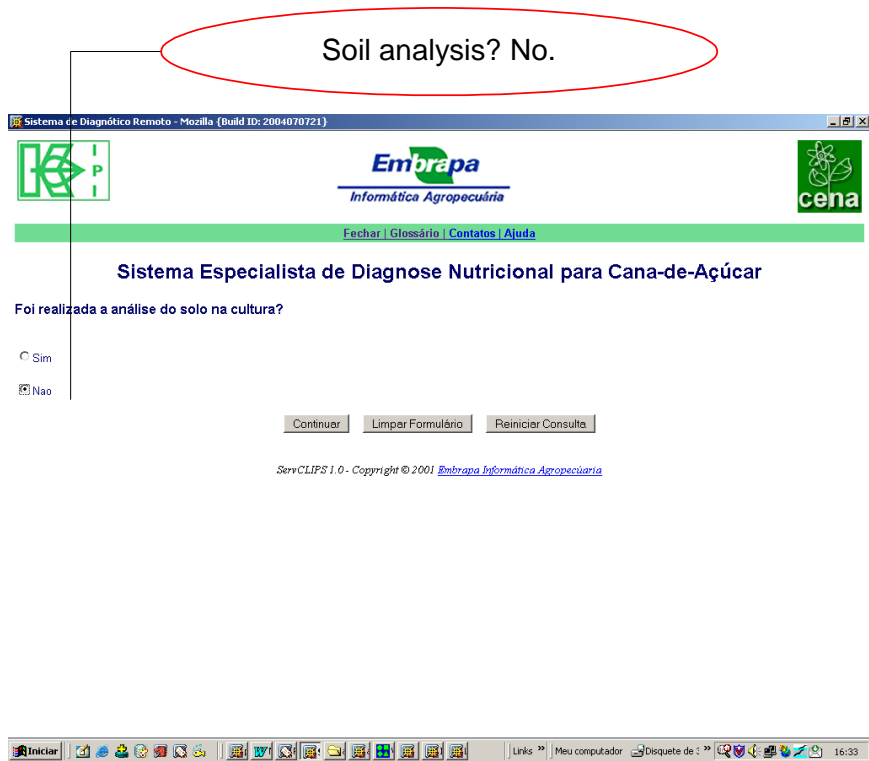 Soil analysis? No.
Sistema de Diagnótico Remoto - Mozilla {Build ID: 2004070721}
P
Embrapa
Informática Agropecuária
cena
Fechar | Glossário | Contatos | Ajuda
Sistema Especialista de Diagnose Nutricional para Cana-de-Açúcar
Foi realizada a análise do solo na cultura?
Sim
Nao
Continuar Limpar Formulário Reiniciar Consulta
ServCLIPS 1.0 - Copyright © 2001 Embrapa Informática Agropecúaria
Iniciar Links » Meu computador Disquete de » 16:33